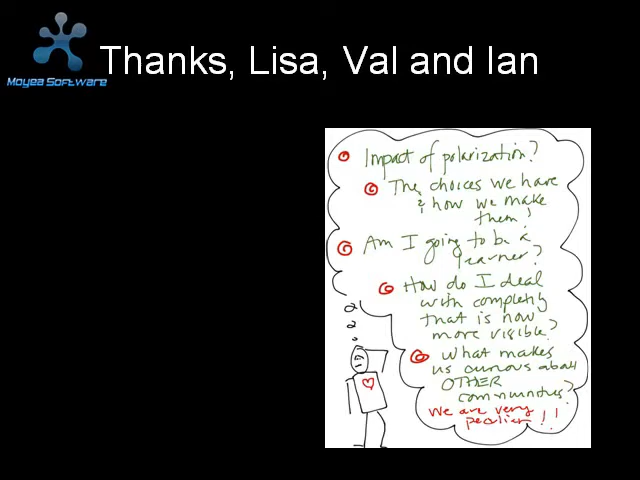 Thanks, Lisa, Val and Ian
Moyea Software
Impact of polarization?
The choices we have
& how we make
them!
Am I going to be a
learner?
How do I deal
with complexity
that is now
more visible?
What makes
us curious about
OTHER
communities?
We are very
peculiar!!